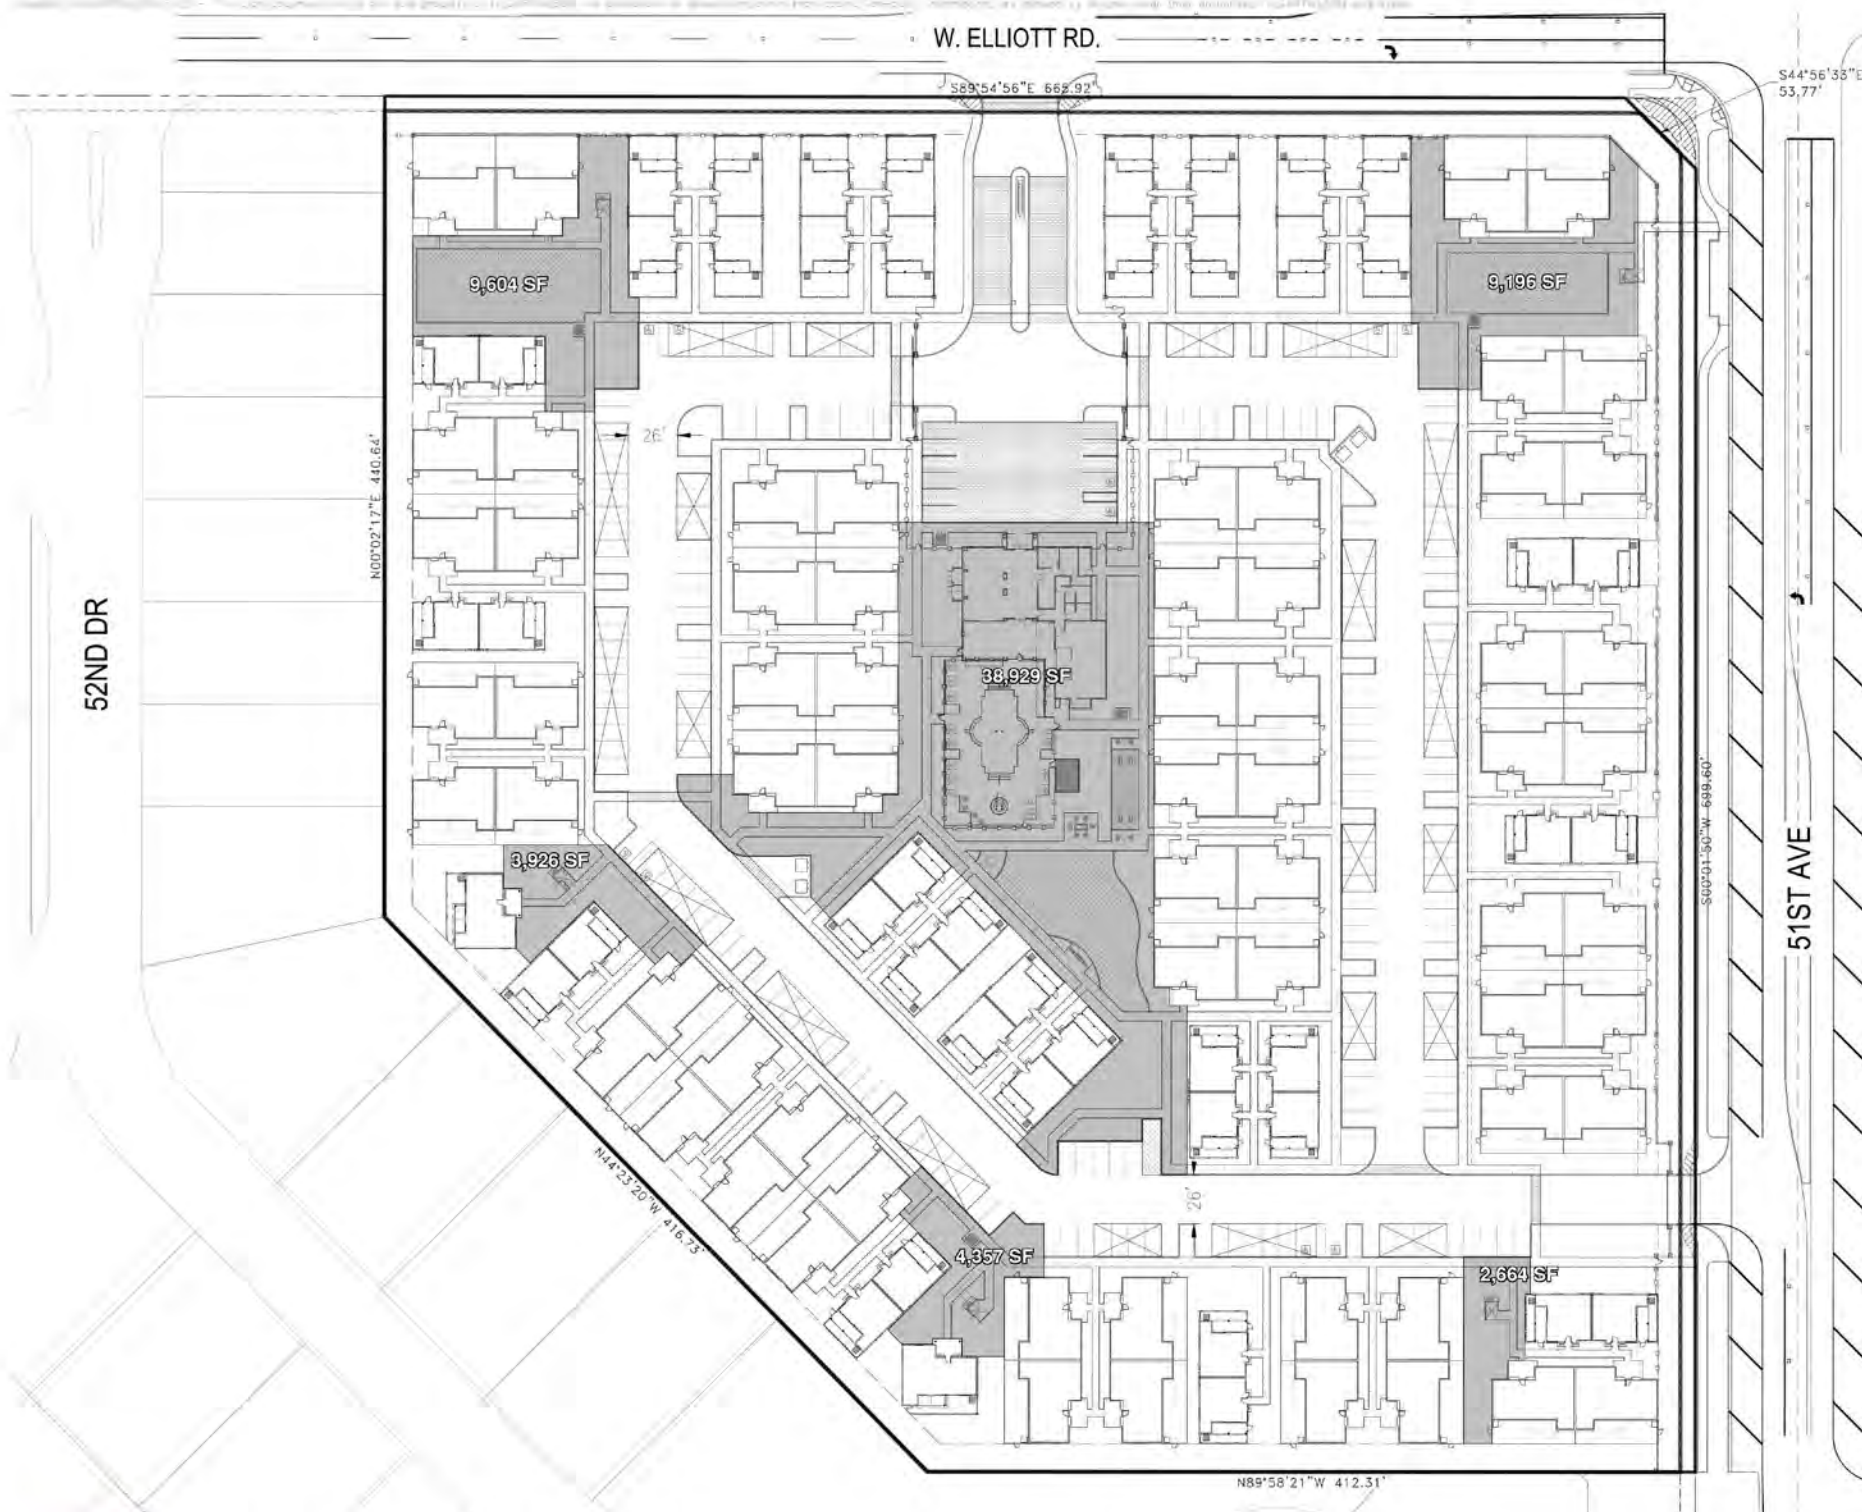 W. ELLIOTT RD.
S89°54'56"E 665.92'
S44°56'33"E
53.77'
9,604 SF
9,196 SF
26'
N00°02'17"E 440.64'
52ND DR
38,929 SF
S00°01'50"W 699.60'
51ST AVE
3,926 SF
N44°23'20"W 416.73'
26'
4,357 SF
2,664 SF
N89°58'21"W 412.31'